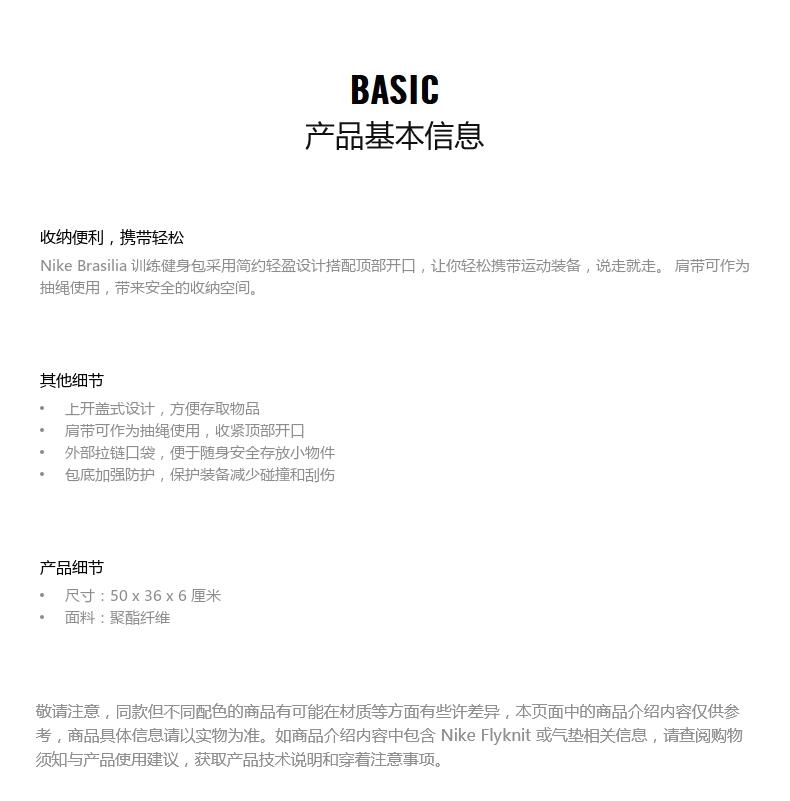 BASIC
产品基本信息
收纳便利，携带轻松
Nike Brasilia 训练健身包采用简约轻盈设计搭配顶部开口，让你轻松携带运动装备，说走就走。 肩带可作为
抽绳使用，带来安全的收纳空间。
其他细节
• 上开盖式设计，方便存取物品
• 肩带可作为抽绳使用，收紧顶部开口
• 外部拉链口袋，便于随身安全存放小物件
• 包底加强防护，保护装备减少碰撞和刮伤
产品细节
• 尺寸：50 x 36 x 6 厘米
• 面料：聚酯纤维
敬请注意，同款但不同配色的商品有可能在材质等方面有些许差异，本页面中的商品介绍内容仅供参
考，商品具体信息请以实物为准。如商品介绍内容中包含 Nike Flyknit 或气垫相关信息，请查阅购物
须知与产品使用建议，获取产品技术说明和穿着注意事项。